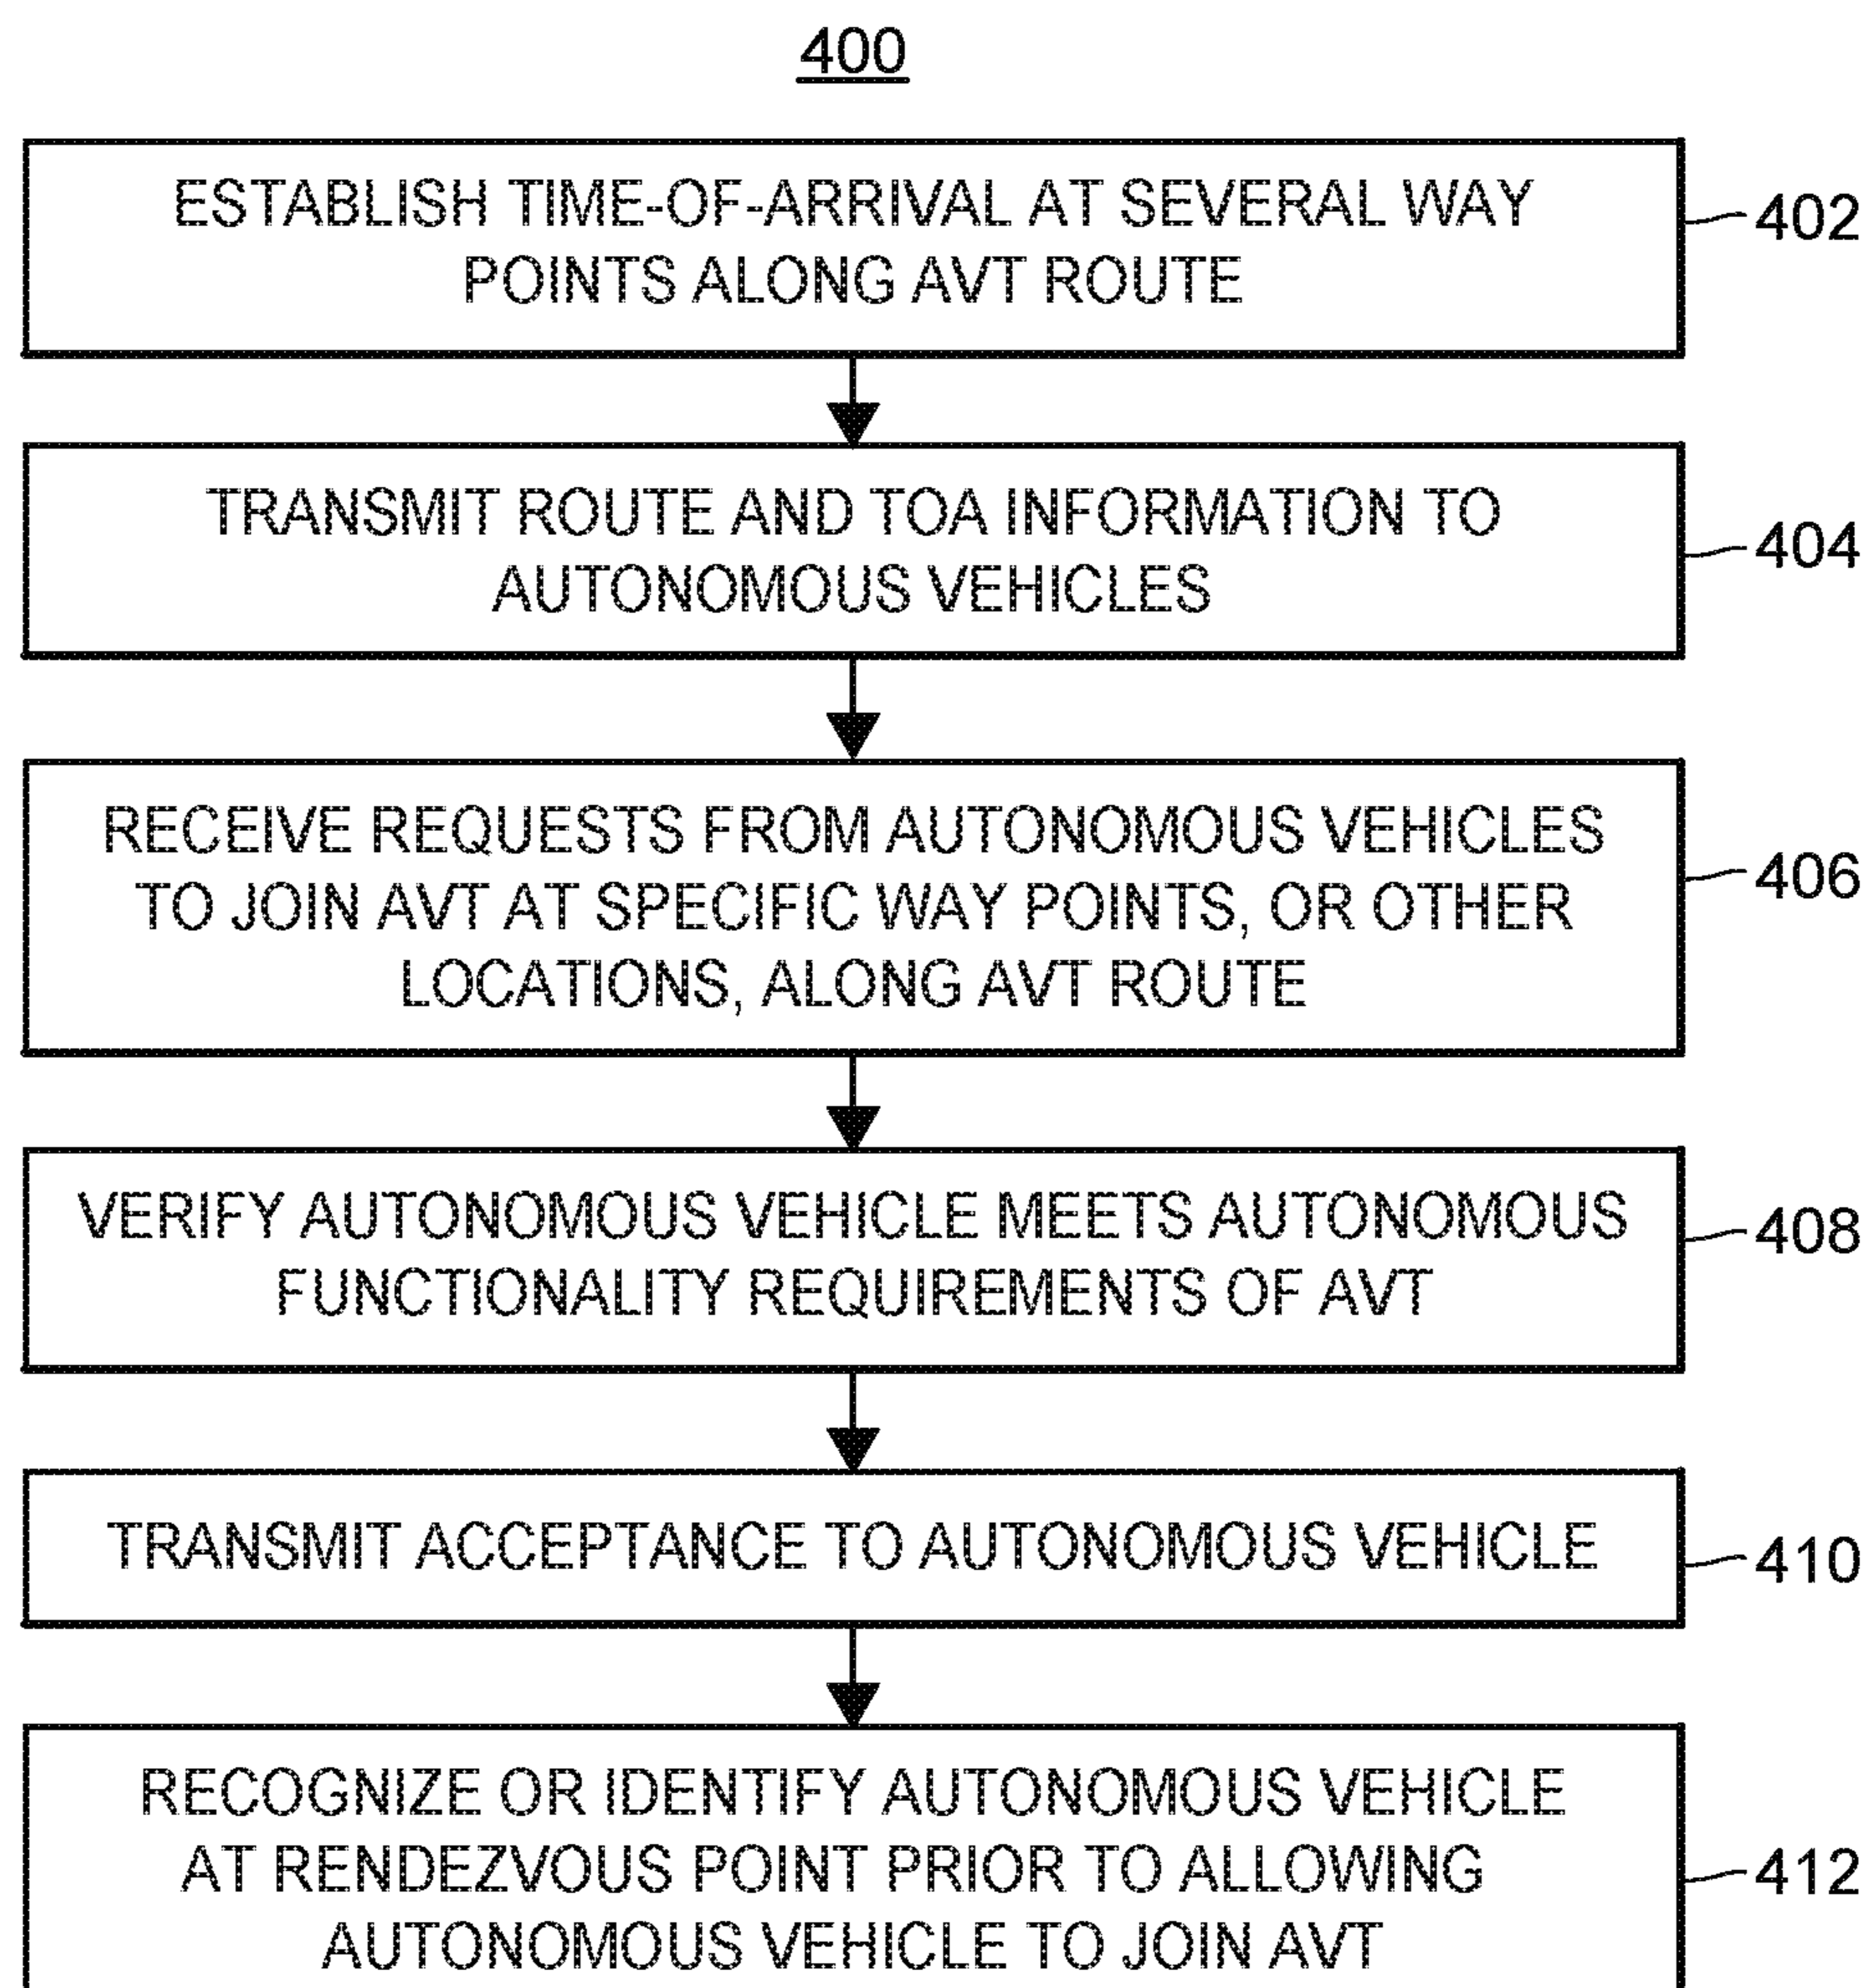 400
ESTABLISH TIME-OF-ARRIVAL AT SEVERAL WAY
POINTS ALONG AVT ROUTE
402
TRANSMIT ROUTE AND TOA INFORMATION TO
AUTONOMOUS VEHICLES
404
RECEIVE REQUESTS FROM AUTONOMOUS VEHICLES
TO JOIN AVT AT SPECIFIC WAY POINTS, OR OTHER
LOCATIONS, ALONG AVT ROUTE
406
VERIFY AUTONOMOUS VEHICLE MEETS AUTONOMOUS
FUNCTIONALITY REQUIREMENTS OF AVT
408
TRANSMIT ACCEPTANCE TO AUTONOMOUS VEHICLE
410
RECOGNIZE OR IDENTIFY AUTONOMOUS VEHICLE
AT RENDEZVOUS POINT PRIOR TO ALLOWING
AUTONOMOUS VEHICLE TO JOIN AVT
412